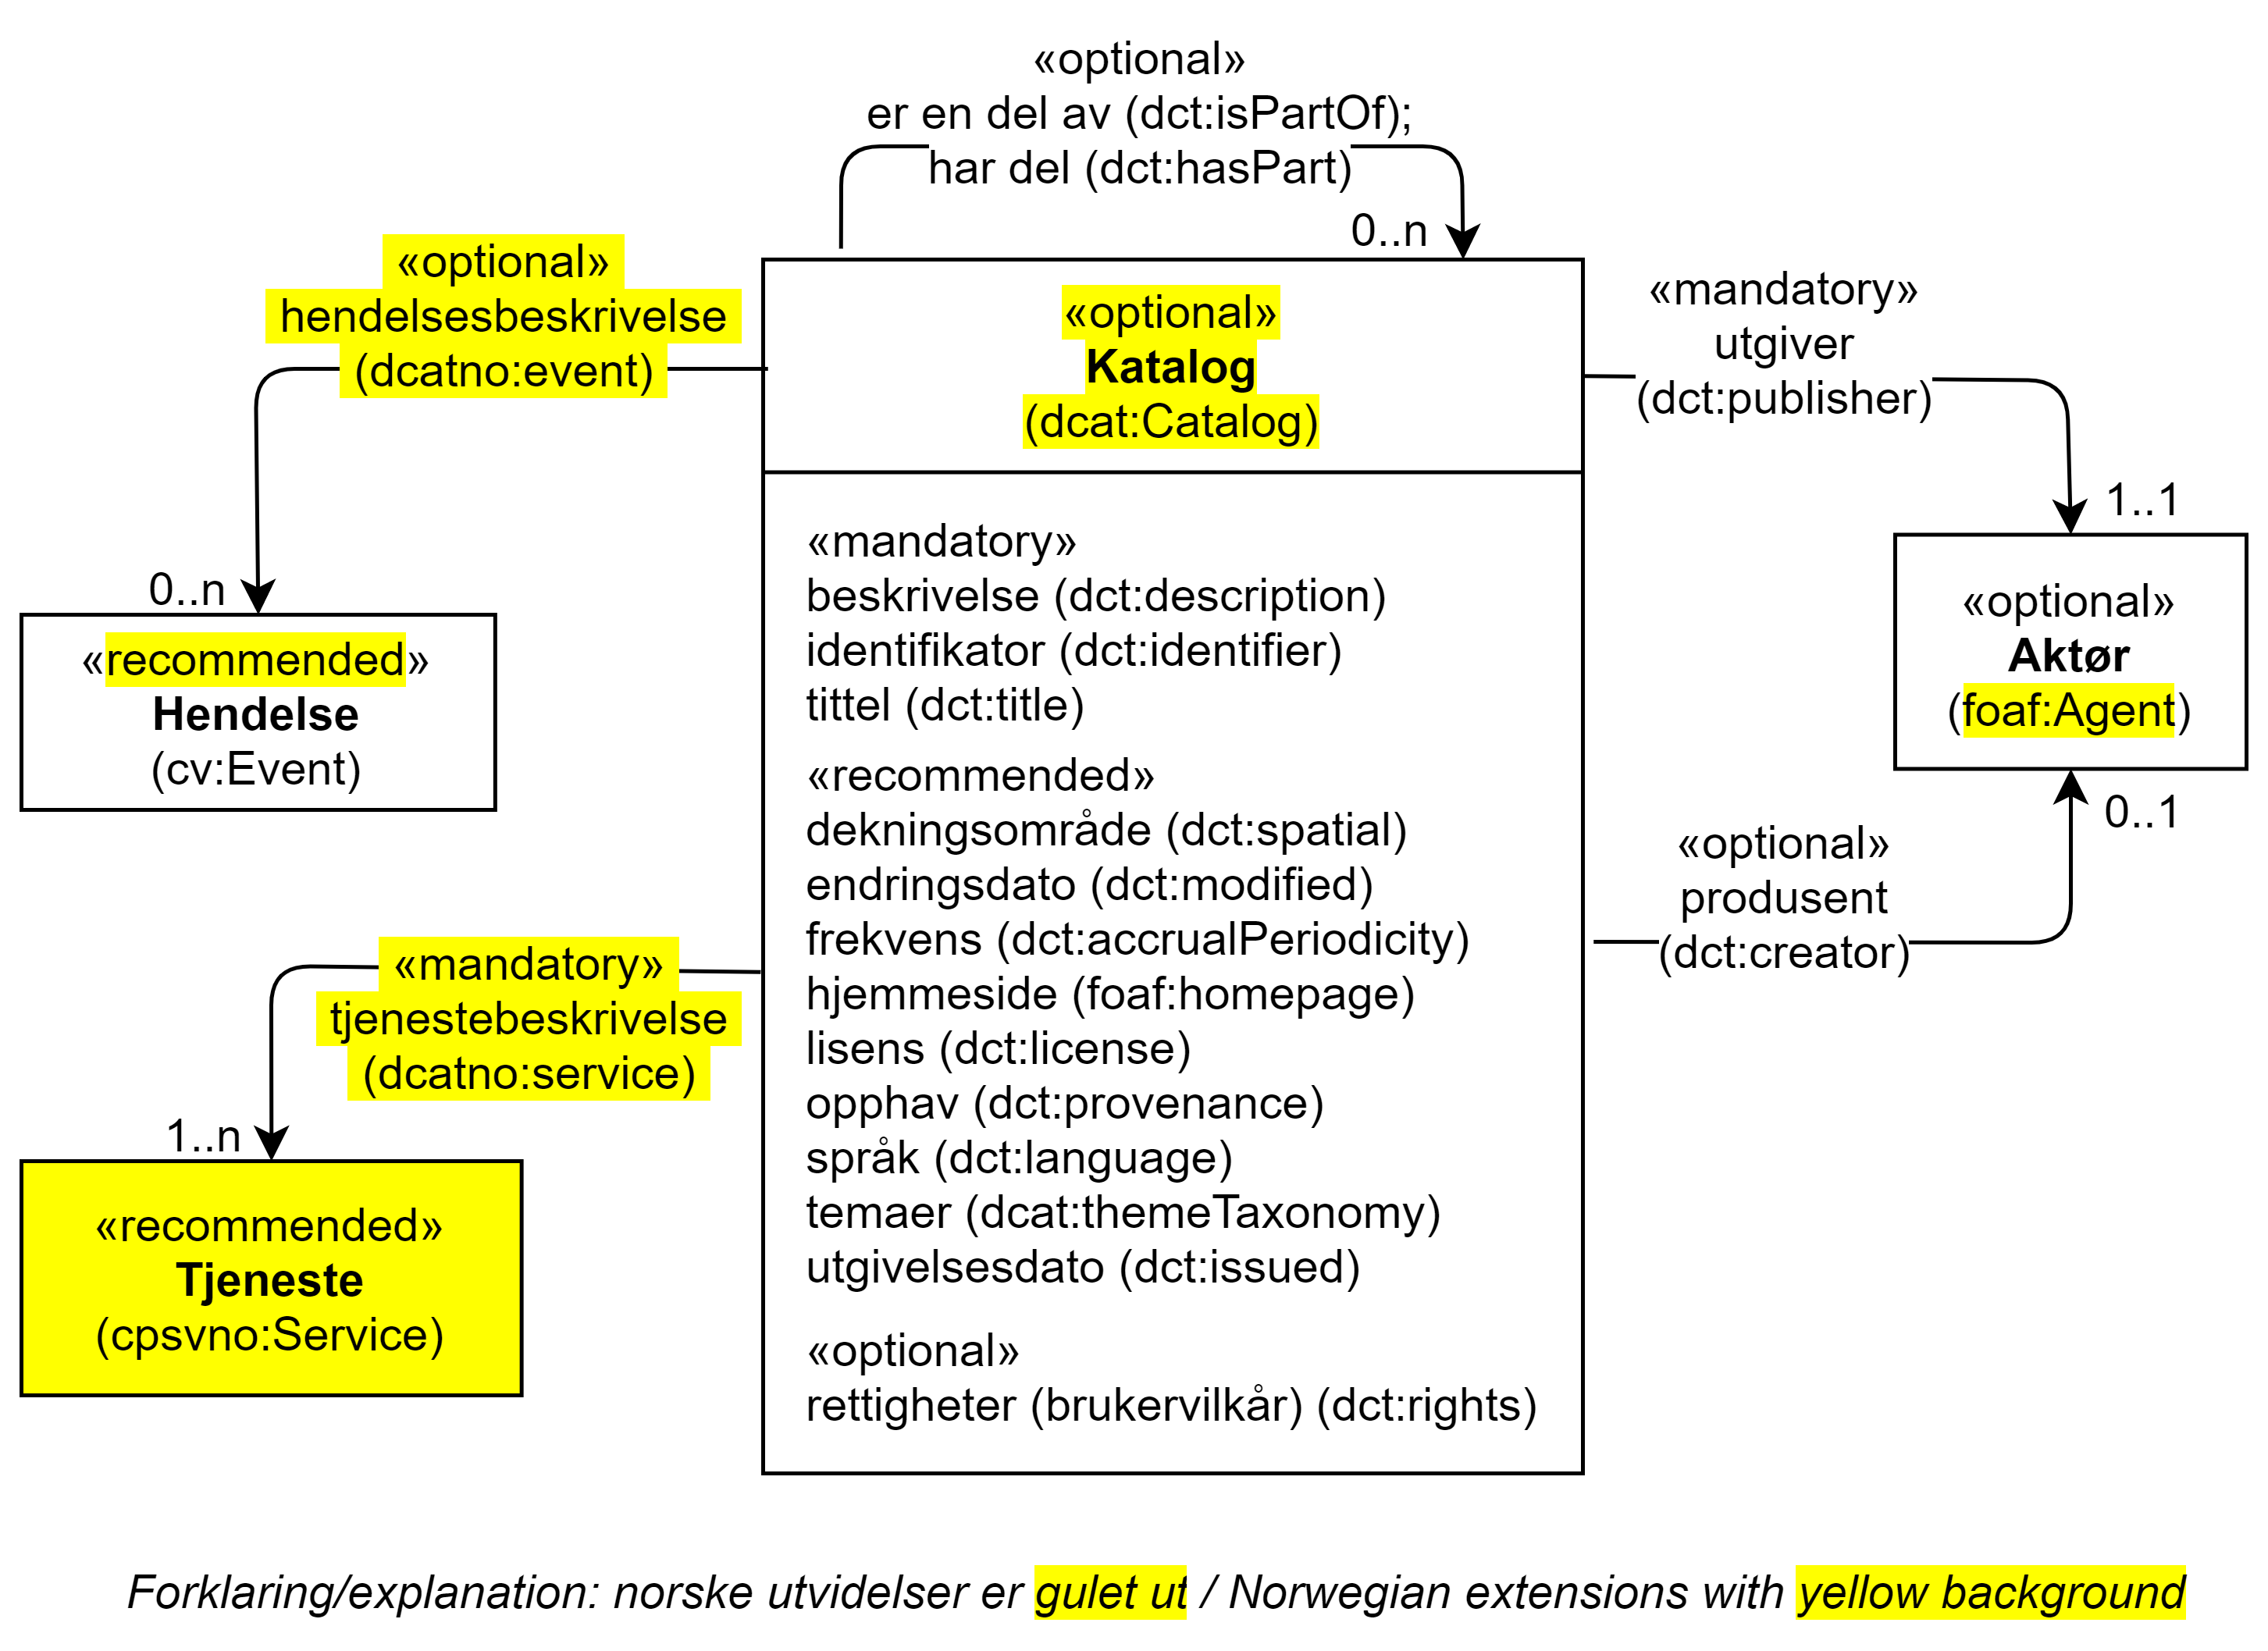 «optional»
er en del av (dct:isPartOf);
har del (dct:hasPart)
0..n
«optional»
hendelsesbeskrivelse
(dcatno:event)
0..n
«recommended»
Hendelse
(cv:Event)
«mandatory»
tjenestebeskrivelse
(dcatno:service)
1..n
«recommended»
Tjeneste
(cpsvno:Service)
«optional»
Katalog
(dcat:Catalog)
«mandatory»
beskrivelse (dct:description)
identifikator (dct:identifier)
tittel (dct:title)
«recommended»
dekningsområde (dct:spatial)
endringsdato (dct:modified)
frekvens (dct:accrualPeriodicity)
hjemmeside (foaf:homepage)
lisens (dct:license)
opphav (dct:provenance)
språk (dct:language)
temaer (dcat:themeTaxonomy)
utgivelsesdato (dct:issued)
«optional»
rettigheter (brukervilkår) (dct:rights)
«mandatory»
utgiver
(dct:publisher)
1..1
«optional»
Aktør
(foaf:Agent)
0..1
«optional»
produsent
(dct:creator)
Forklaring/explanation: norske utvidelser er gulet ut / Norwegian extensions with yellow background